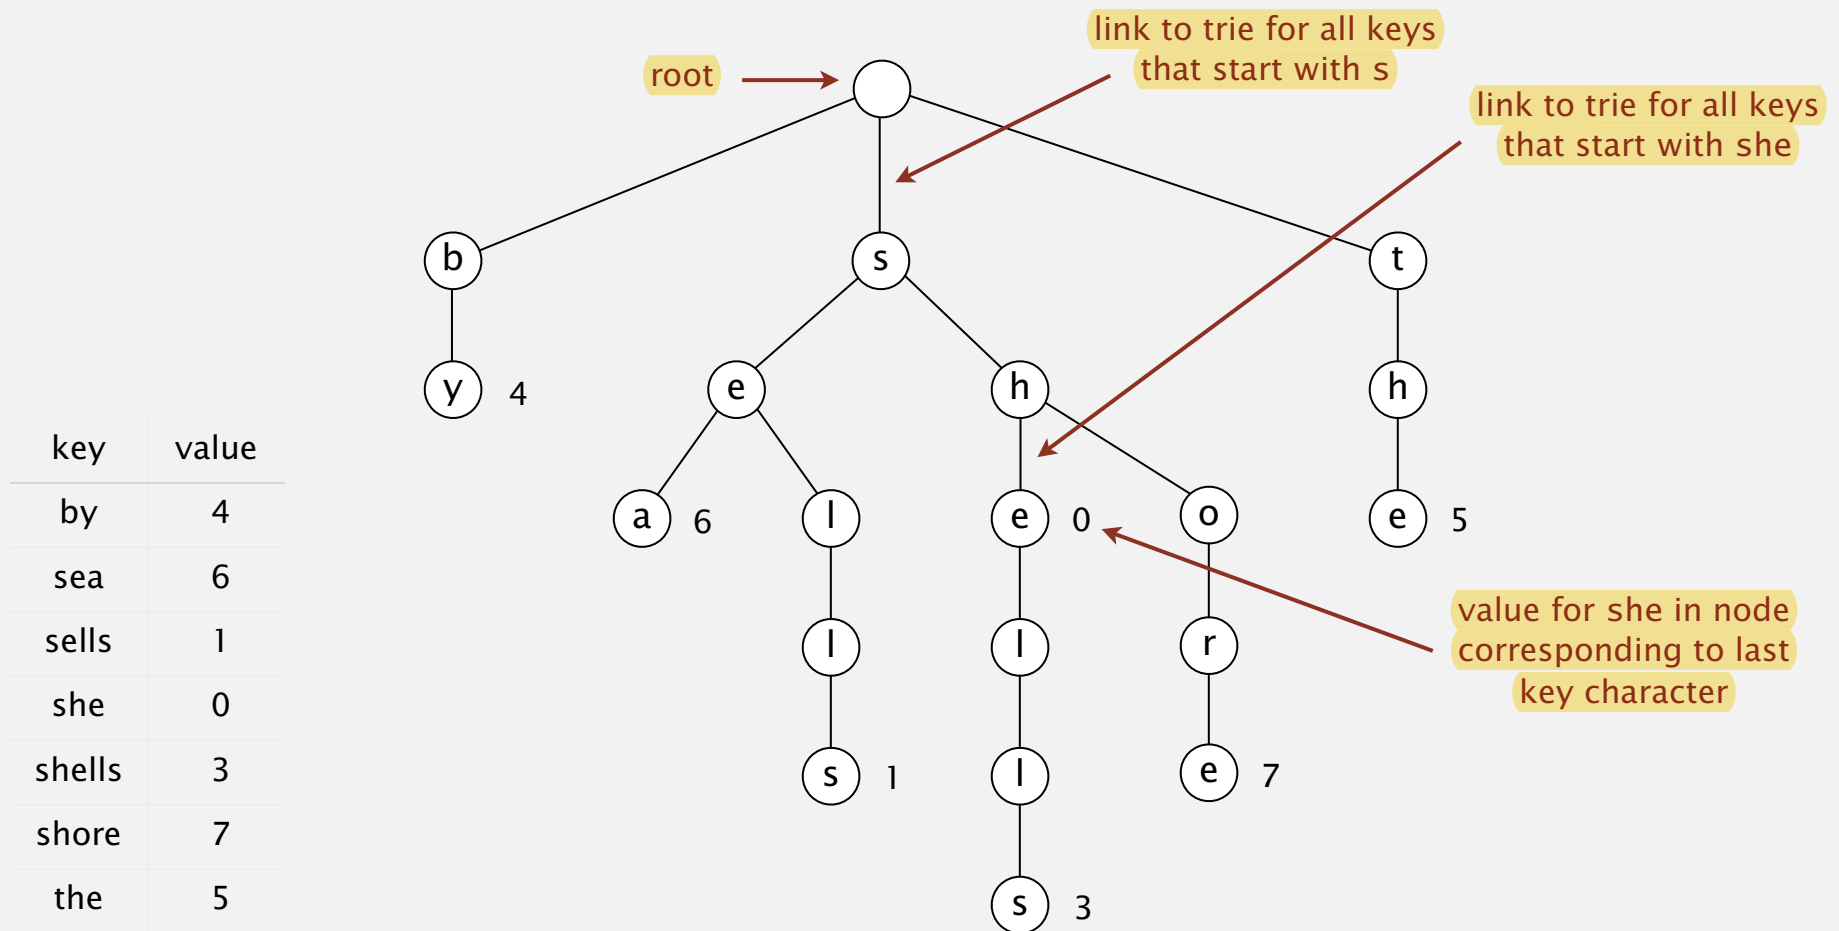 link to trie for all keys
that start with s
root
link to trie for all keys
that start with she
b s t
y 4 e h h
key value
by 4
sea 6
sells 1
she 0
shells 3
shore 7
the 5
a 6 l e 0 o e 5
l l r
s 1 l e 7
s 3
value for she in node
corresponding to last
key character